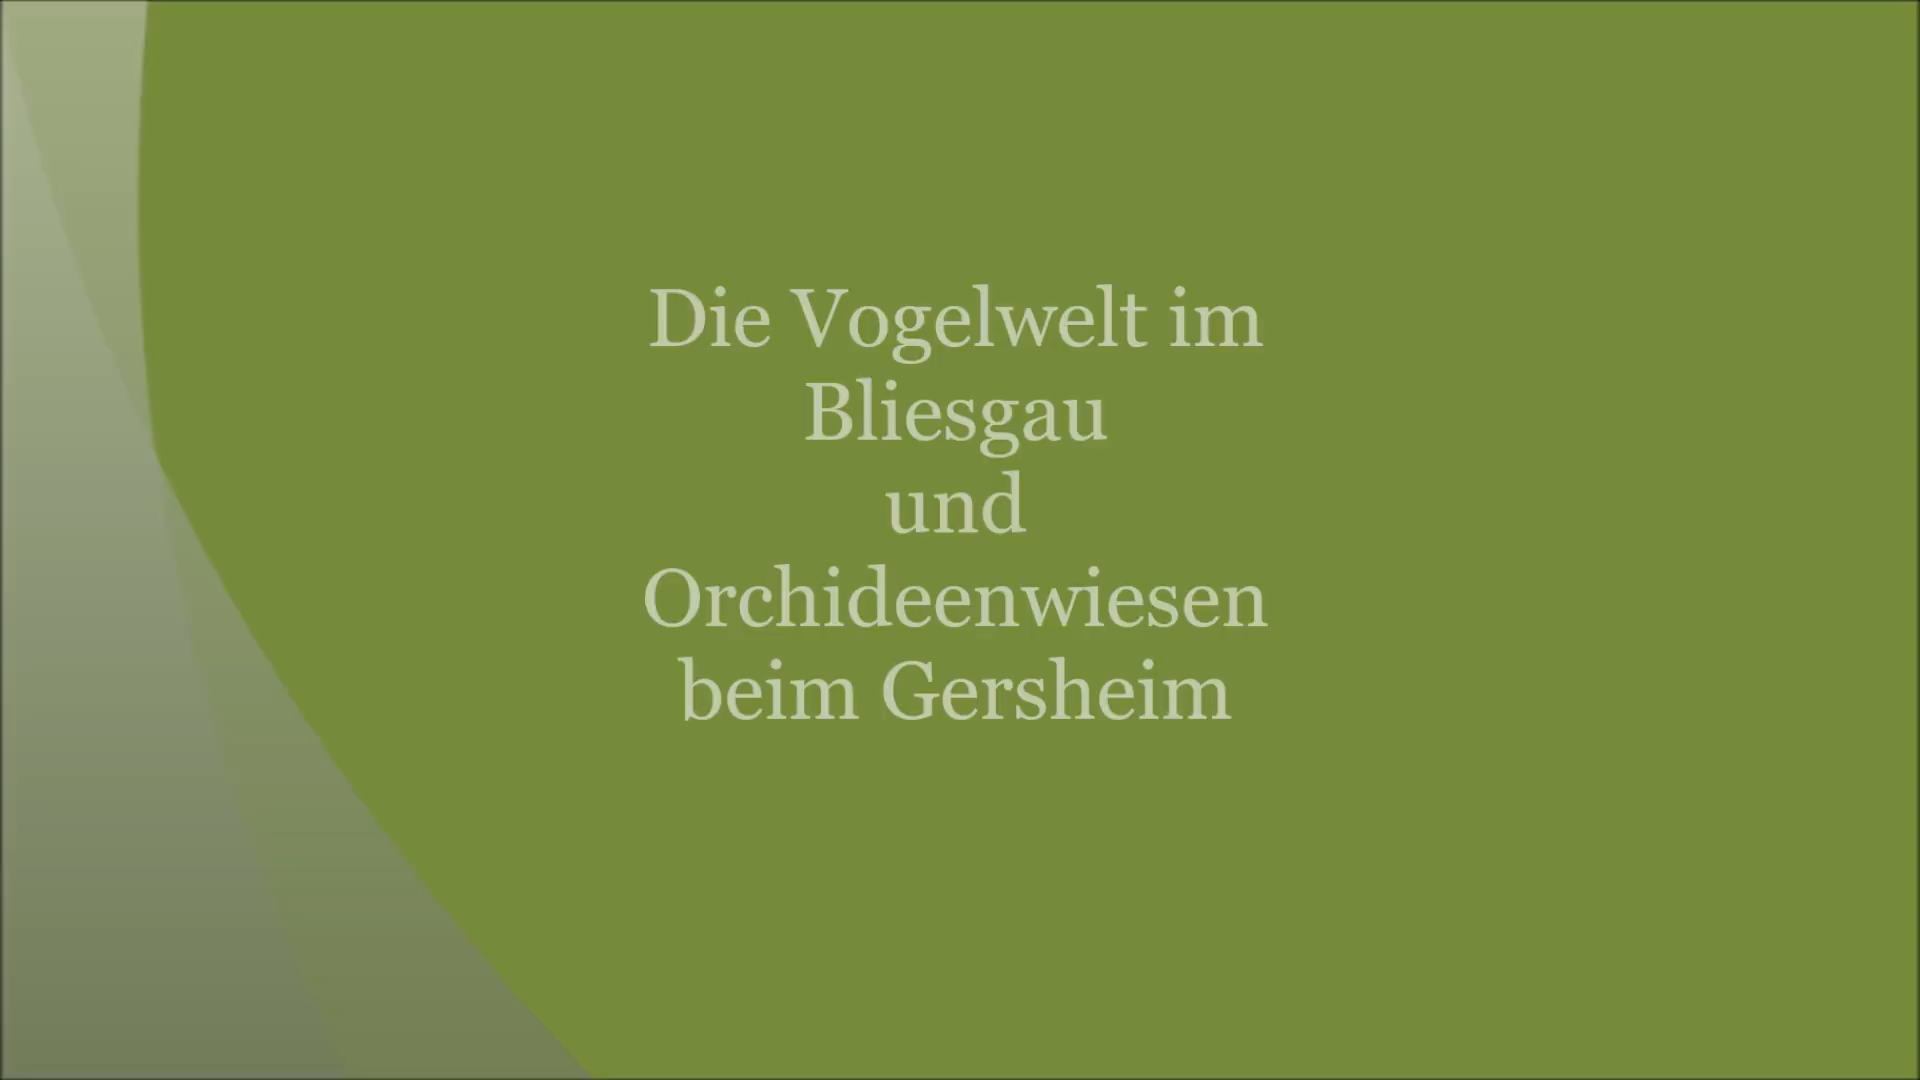 Die Vogelwelt im
Bliesgau
und
Orchideenwiesen
beim Gersheim